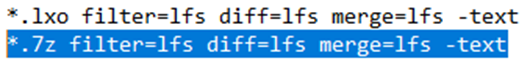 *.lxo filter=lfs diff=lfs merge=lfs -text
*.7z filter=lfs diff=lfs merge=lfs -text